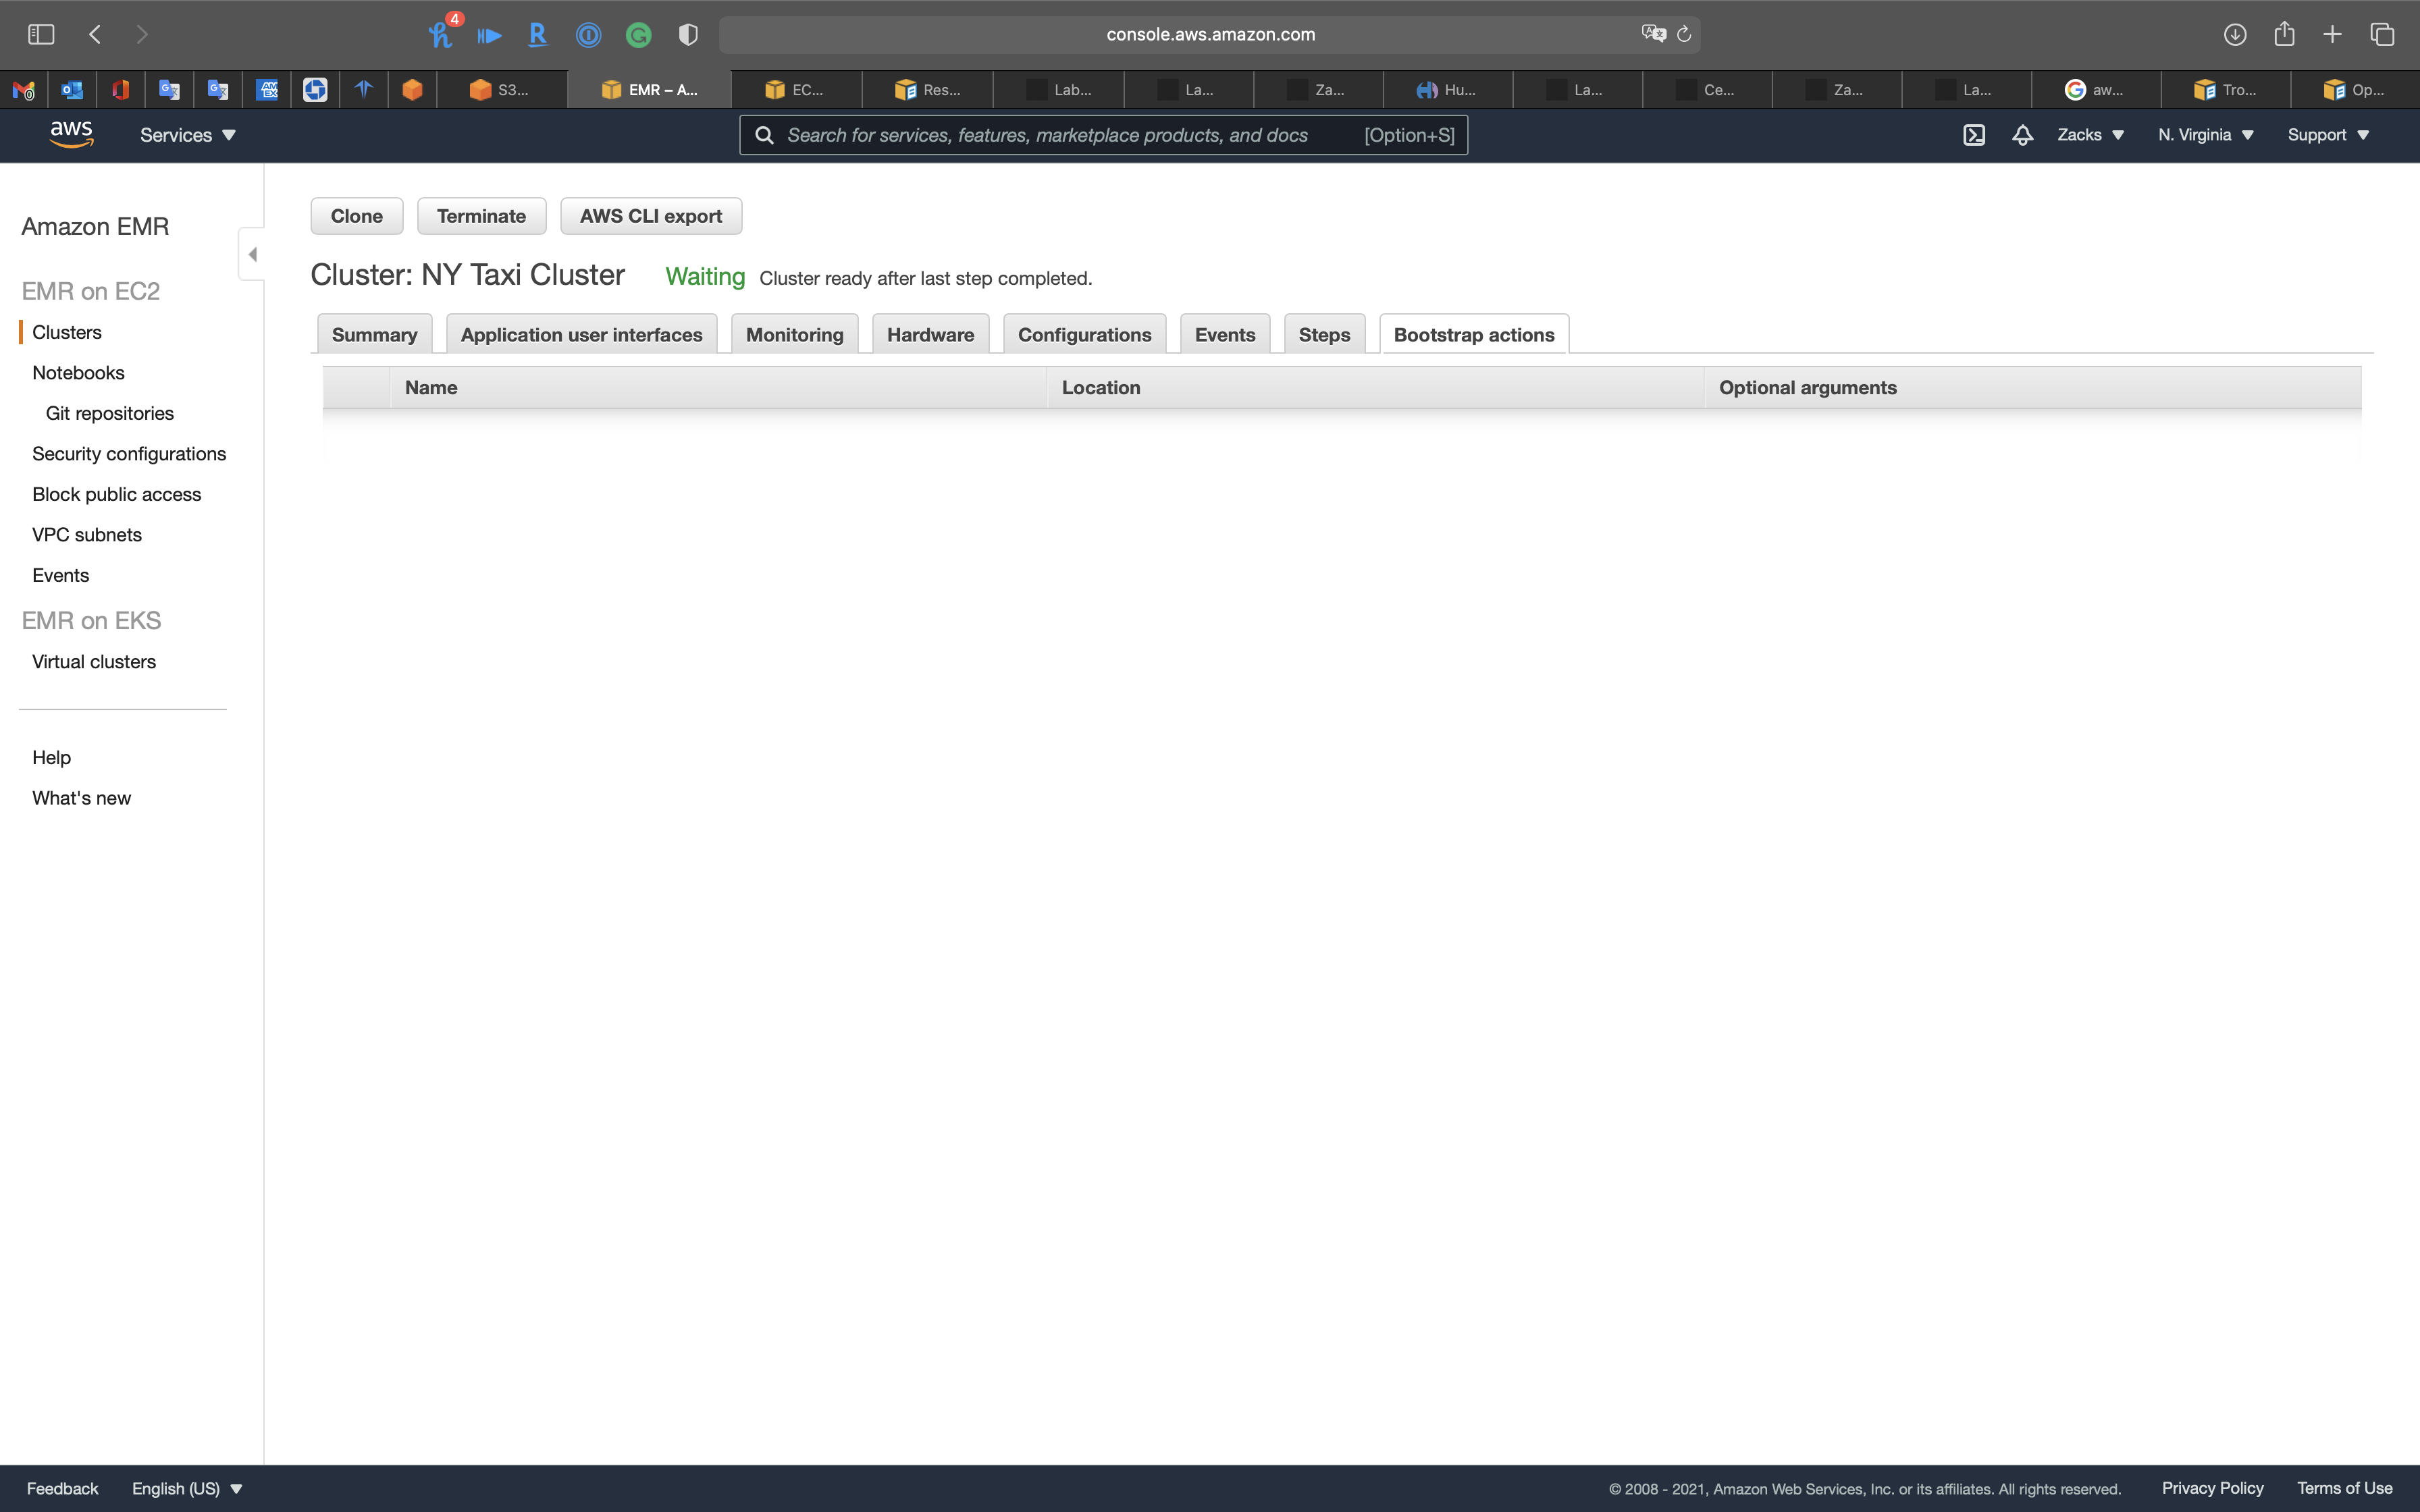 4
console.aws.amazon.com
S3...
EMR – A...
EC...
Res...
Lab...
La...
Za...
Hu...
La...
Ce...
Za...
La...
aw...
Tro...
Op...
aws
Services
Search for services, features, marketplace products, and docs
[Option+S]
Zacks
N. Virginia
Support
Amazon EMR
EMR on EC2
Clusters
Notebooks
Git repositories
Security configurations
Block public access
VPC subnets
Events
EMR on EKS
Virtual clusters
Help
What's new
Clone
Terminate
AWS CLI export
Cluster: NY Taxi Cluster
Waiting
Cluster ready after last step completed.
Summary
Application user interfaces
Monitoring
Hardware
Configurations
Events
Steps
Bootstrap actions
Name
Location
Optional arguments
Feedback
English (US)
© 2008 - 2021, Amazon Web Services, Inc. or its affiliates. All rights reserved.
Privacy Policy
Terms of Use